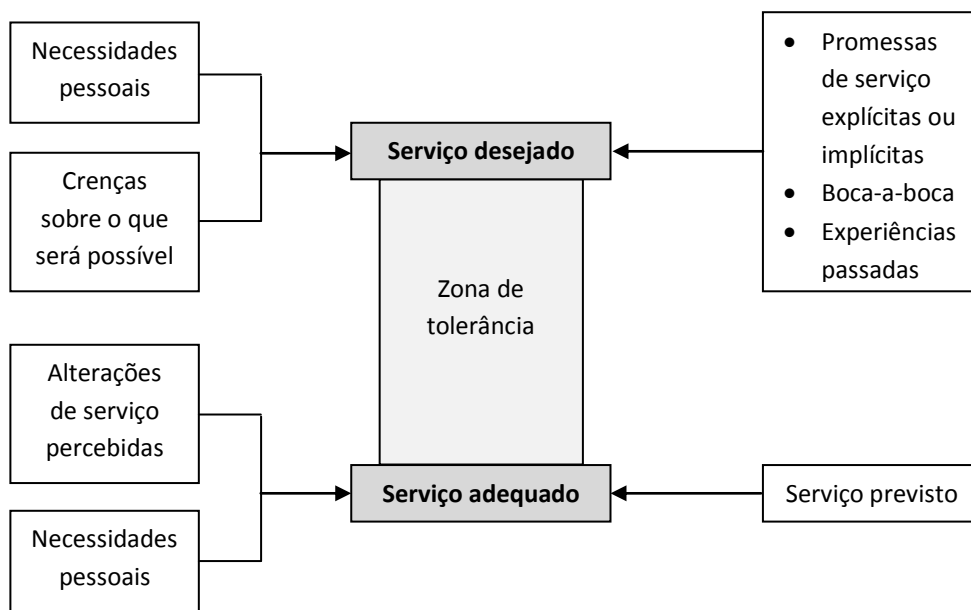 Necessidades
pessoais
Crenças
sobre o que
será possível
Serviço desejado
• Promessas
de serviço
explícitas ou
implícitas
• Boca-a-boca
• Experiências
passadas
Zona de
tolerância
Alterações
de serviço
percebidas
Necessidades
pessoais
Serviço adequado
Serviço previsto